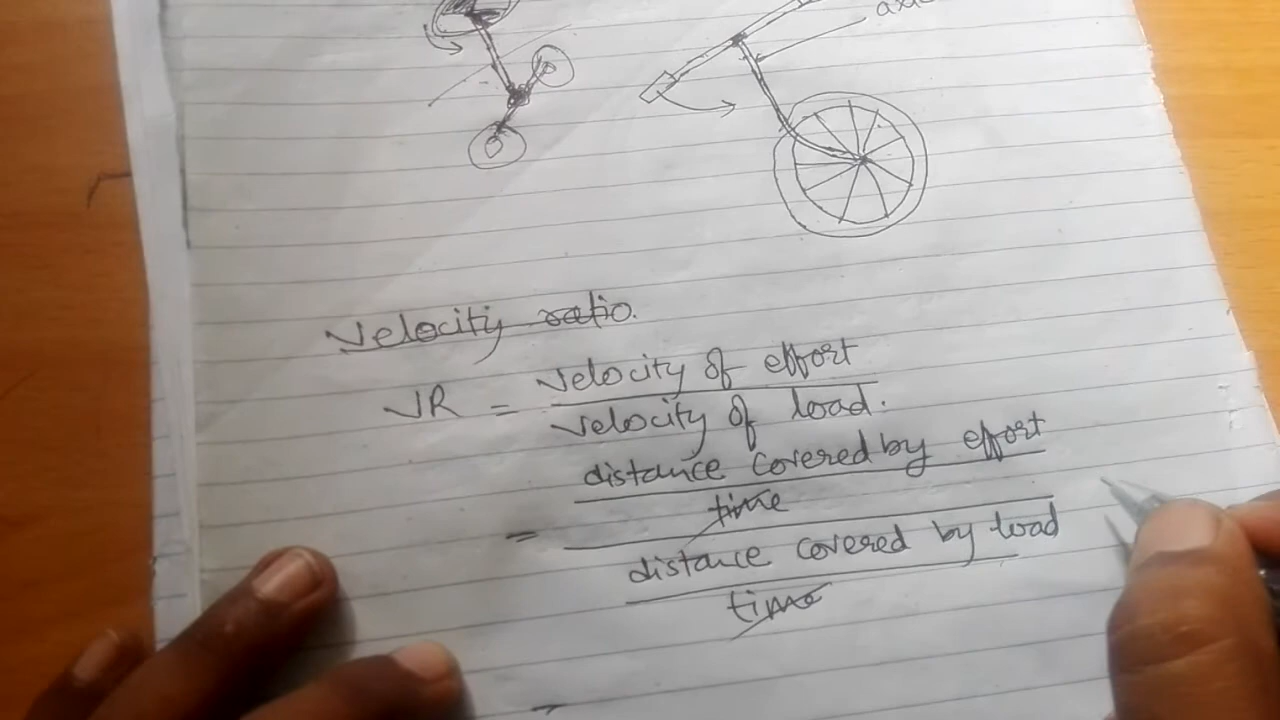 Velocity ratio.
VR = velocity of effort
velocity of load.
distance covered by effort
time
=
distance covered by load
time
=